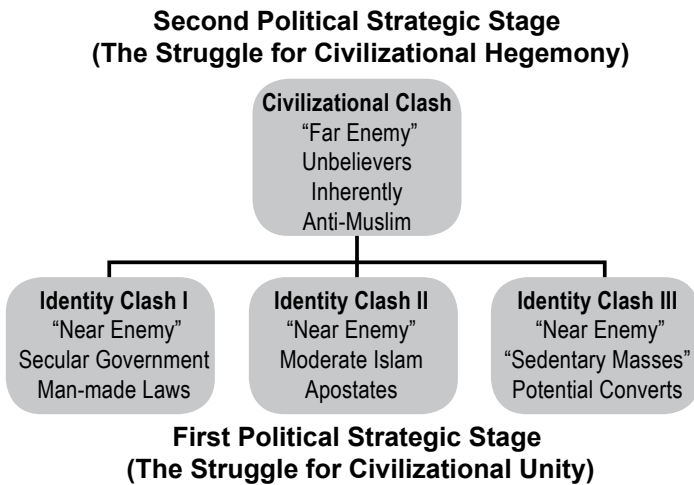 Second Political Strategic Stage
(The Struggle for Civilizational Hegemony)
Civilizational Clash
“Far Enemy”
Unbelievers
Inherently
Anti-Muslim
Identity Clash I
“Near Enemy”
Secular Government
Man-made Laws
Identity Clash II
“Near Enemy”
Moderate Islam
Apostates
Identity Clash III
“Near Enemy”
“Sedentary Masses”
Potential Converts
First Political Strategic Stage
(The Struggle for Civilizational Unity)